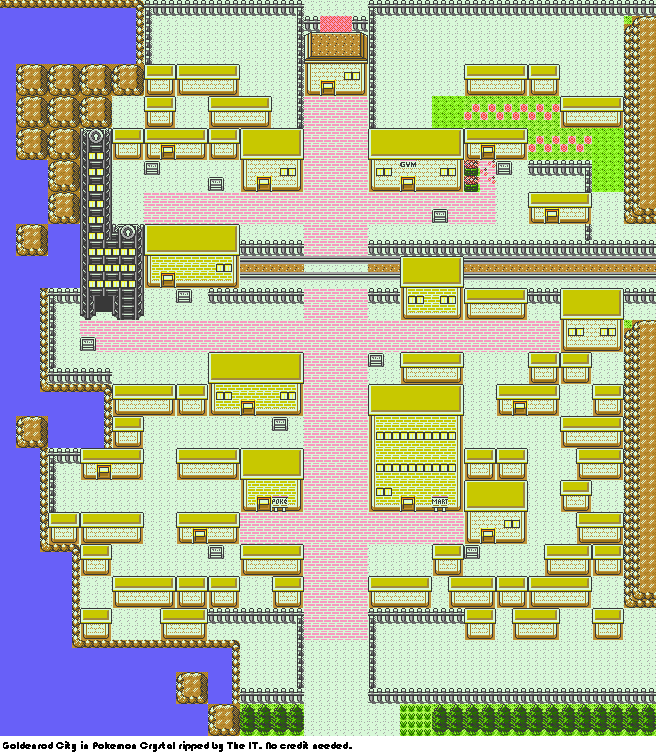 GYM
POKé
MART
Goldenrod City in Pokemon Crystal ripped by The IT. No credit needed.